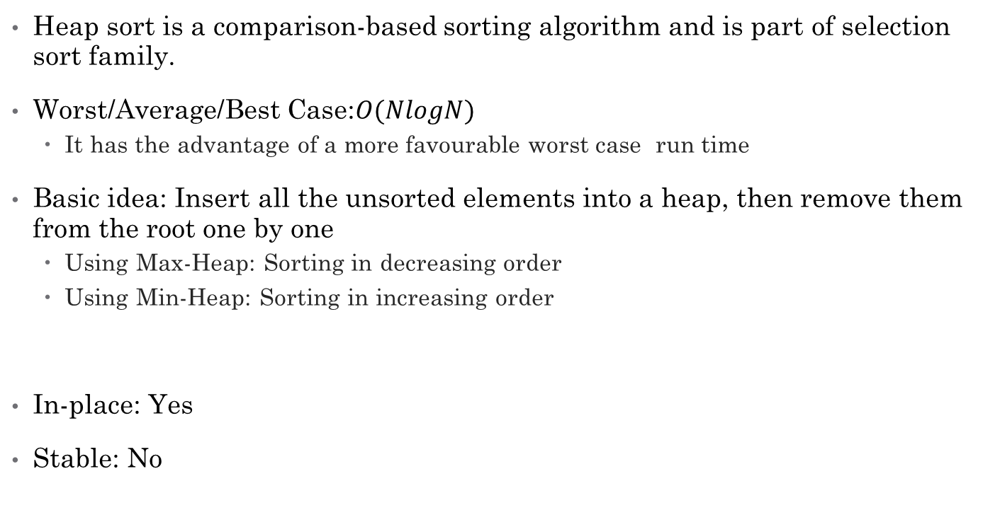 • Heap sort is a comparison-based sorting algorithm and is part of selection
sort family.
• Worst/Average/Best Case:O(NlogN)
• It has the advantage of a more favourable worst case  run time
• Basic idea: Insert all the unsorted elements into a heap, then remove them
from the root one by one
• Using Max-Heap: Sorting in decreasing order
• Using Min-Heap: Sorting in increasing order
• In-place: Yes
• Stable: No